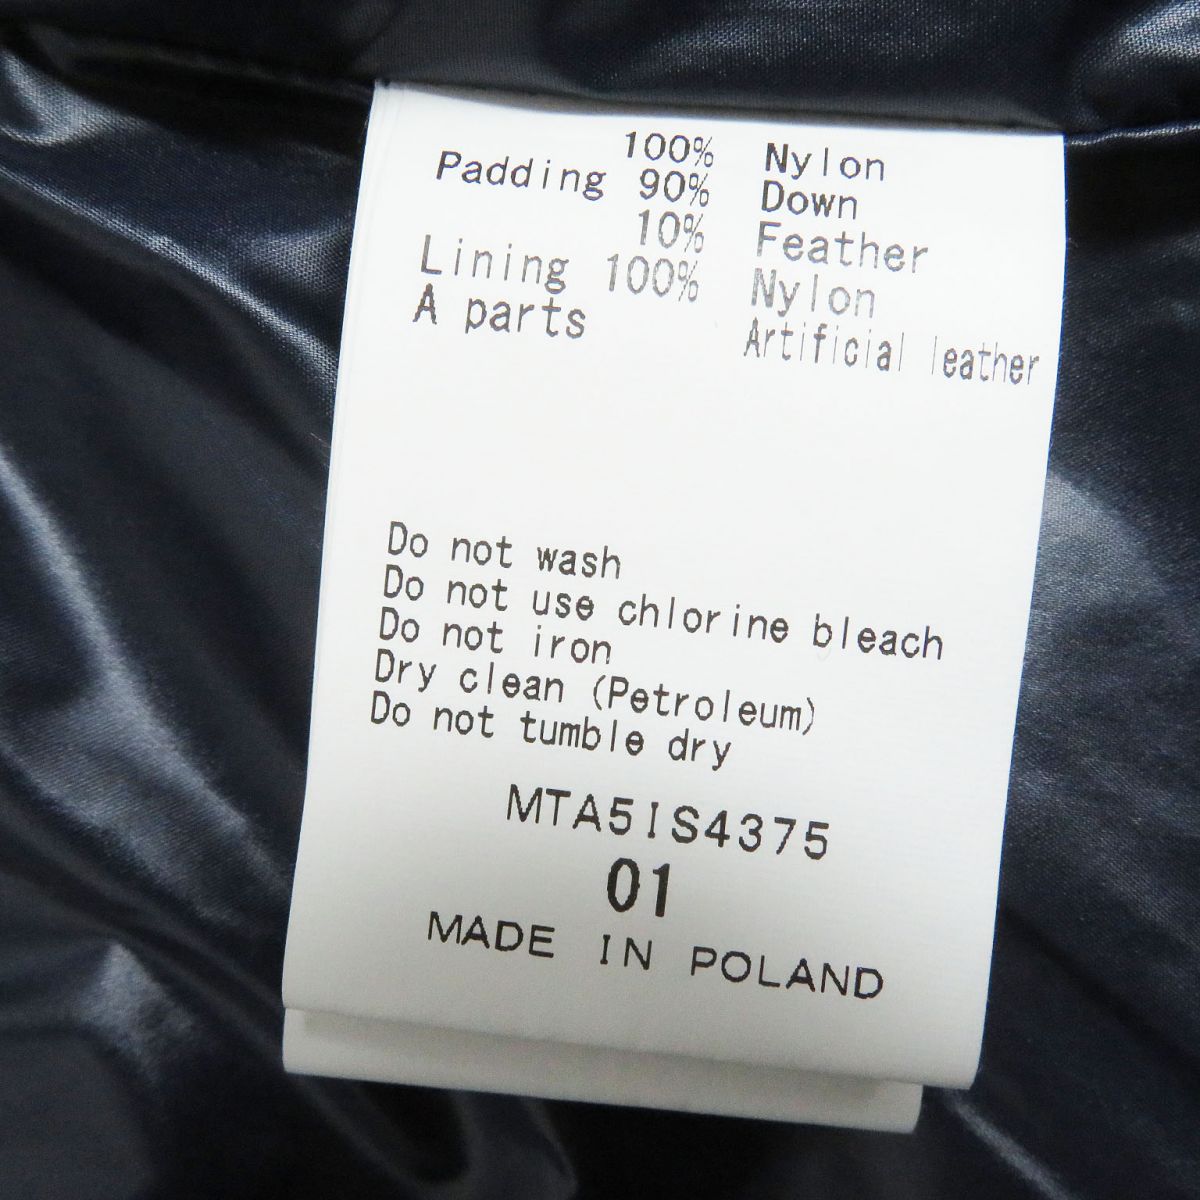 100% Nylon
Padding 90% Down
10% Feather
Lining 100% Nylon
A parts Artificial leather
Do not wash
Do not use chlorine bleach
Do not iron
Dry clean (Petroleum)
Do not tumble dry
MTA5IS4375
01
MADE IN POLAND